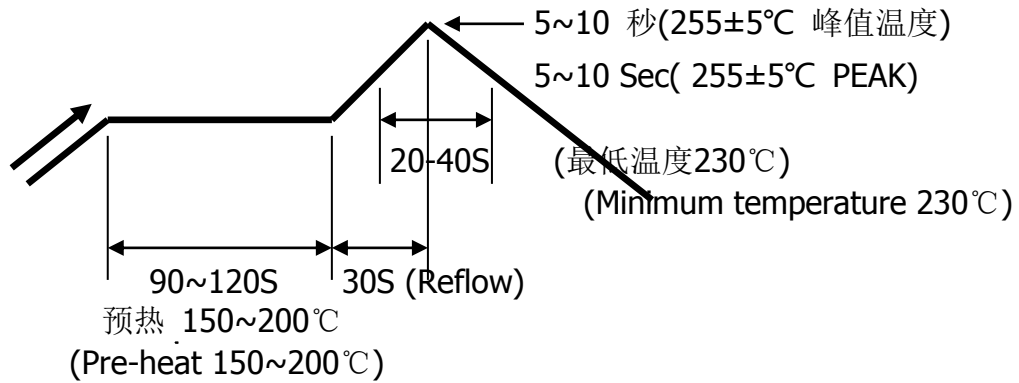 5~10 秒(255±5℃ 峰值温度)
5~10 Sec( 255±5℃ PEAK)
20-40S
(最低温度230℃)
(Minimum temperature 230℃)
90~120S
30S (Reflow)
预热 150~200℃
(Pre-heat 150~200℃)